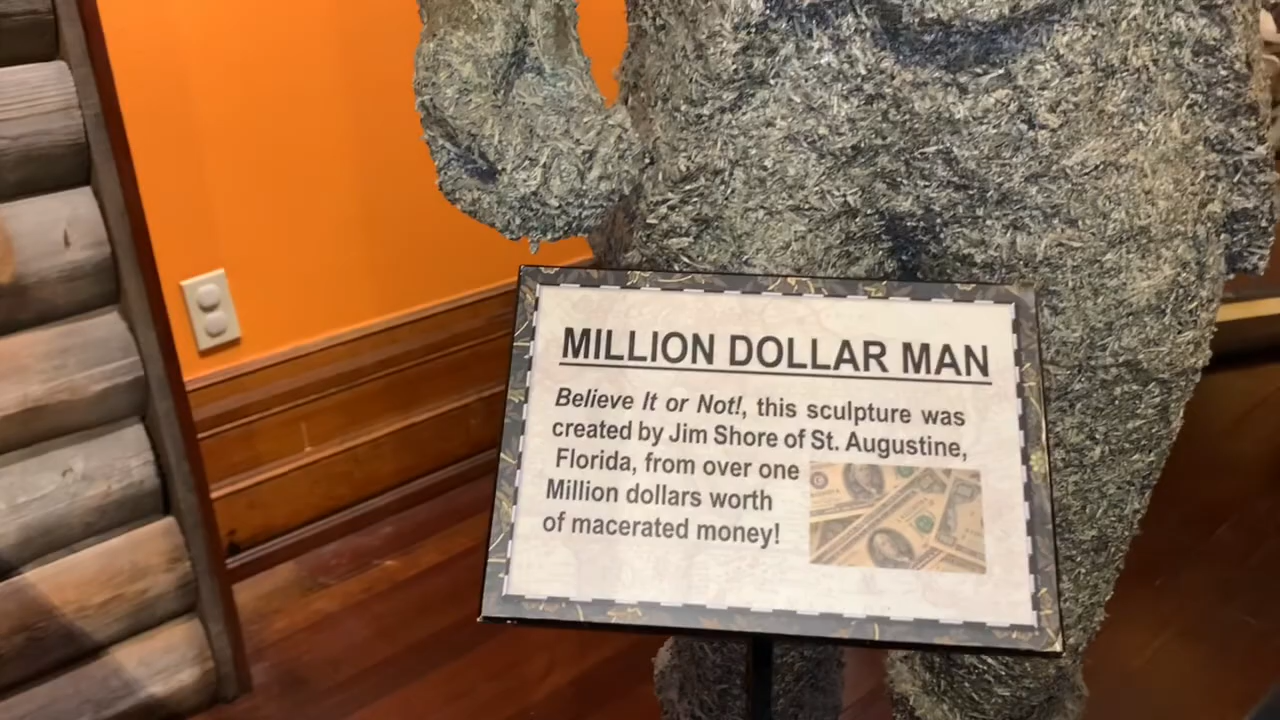 MILLION DOLLAR MAN
Believe It or Not!, this sculpture was
created by Jim Shore of St. Augustine,
Florida, from over one
Million dollars worth
of macerated money!